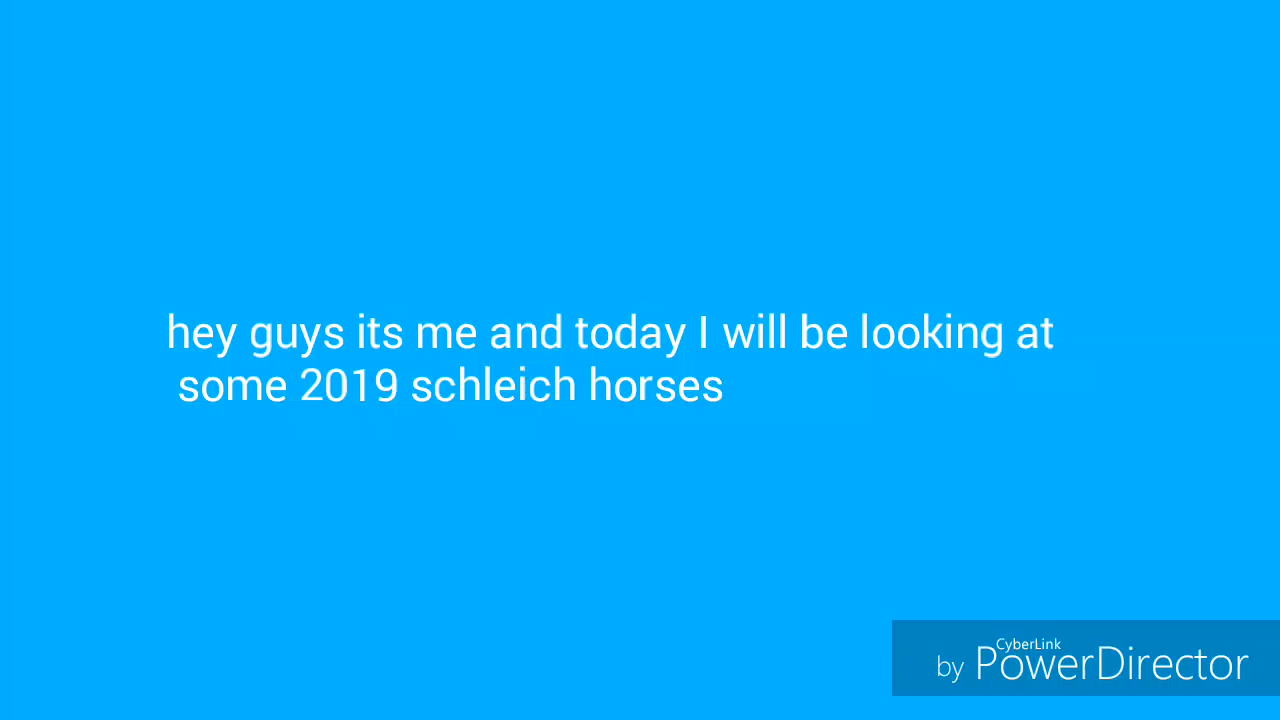 hey guys its me and today I will be looking at
some 2019 schleich horses
CyberLink
by PowerDirector